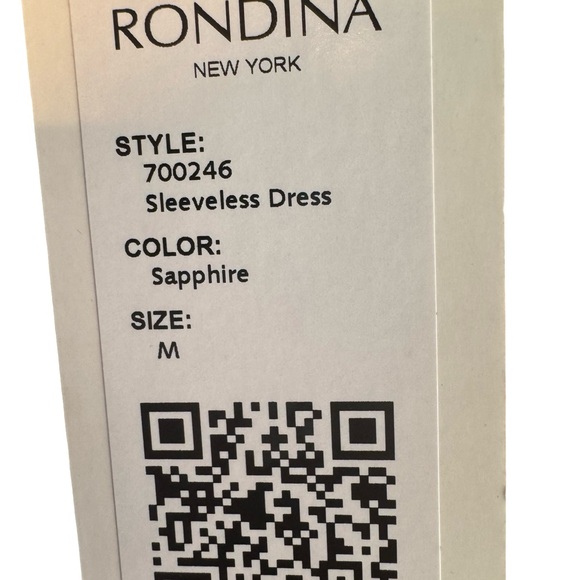 RONDINA
NEW YORK
STYLE:
700246
Sleeveless Dress
COLOR:
Sapphire
SIZE:
M